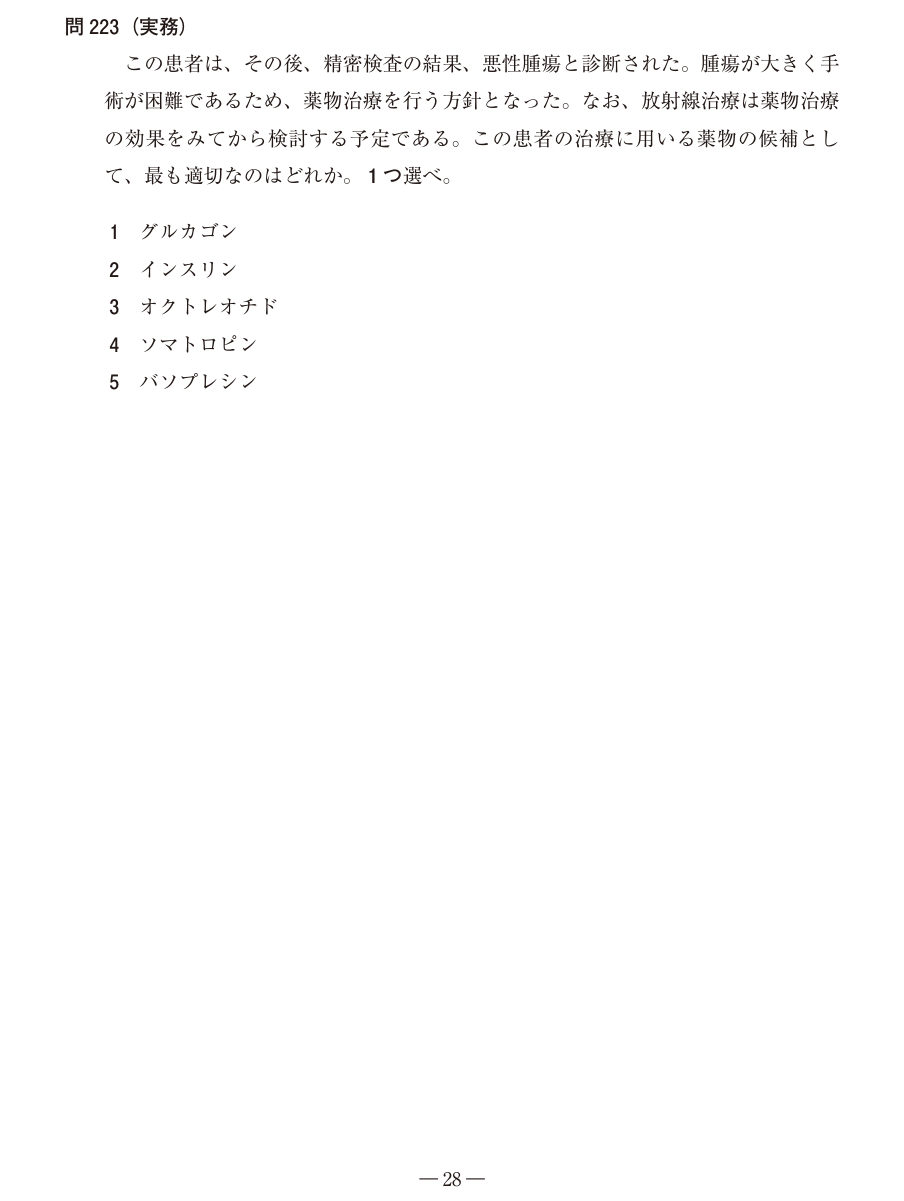 問 223（実務）
この患者は、その後、精密検査の結果、悪性腫瘍と診断された。腫瘍が大きく手
術が困難であるため、薬物治療を行う方針となった。なお、放射線治療は薬物治療
の効果をみてから検討する予定である。この患者の治療に用いる薬物の候補とし
て、最も適切なのはどれか。1つ選べ。
1 グルカゴン
2 インスリン
3 オクトレオチド
4 ソマトロピン
5 バソプレシン
― 28 ―